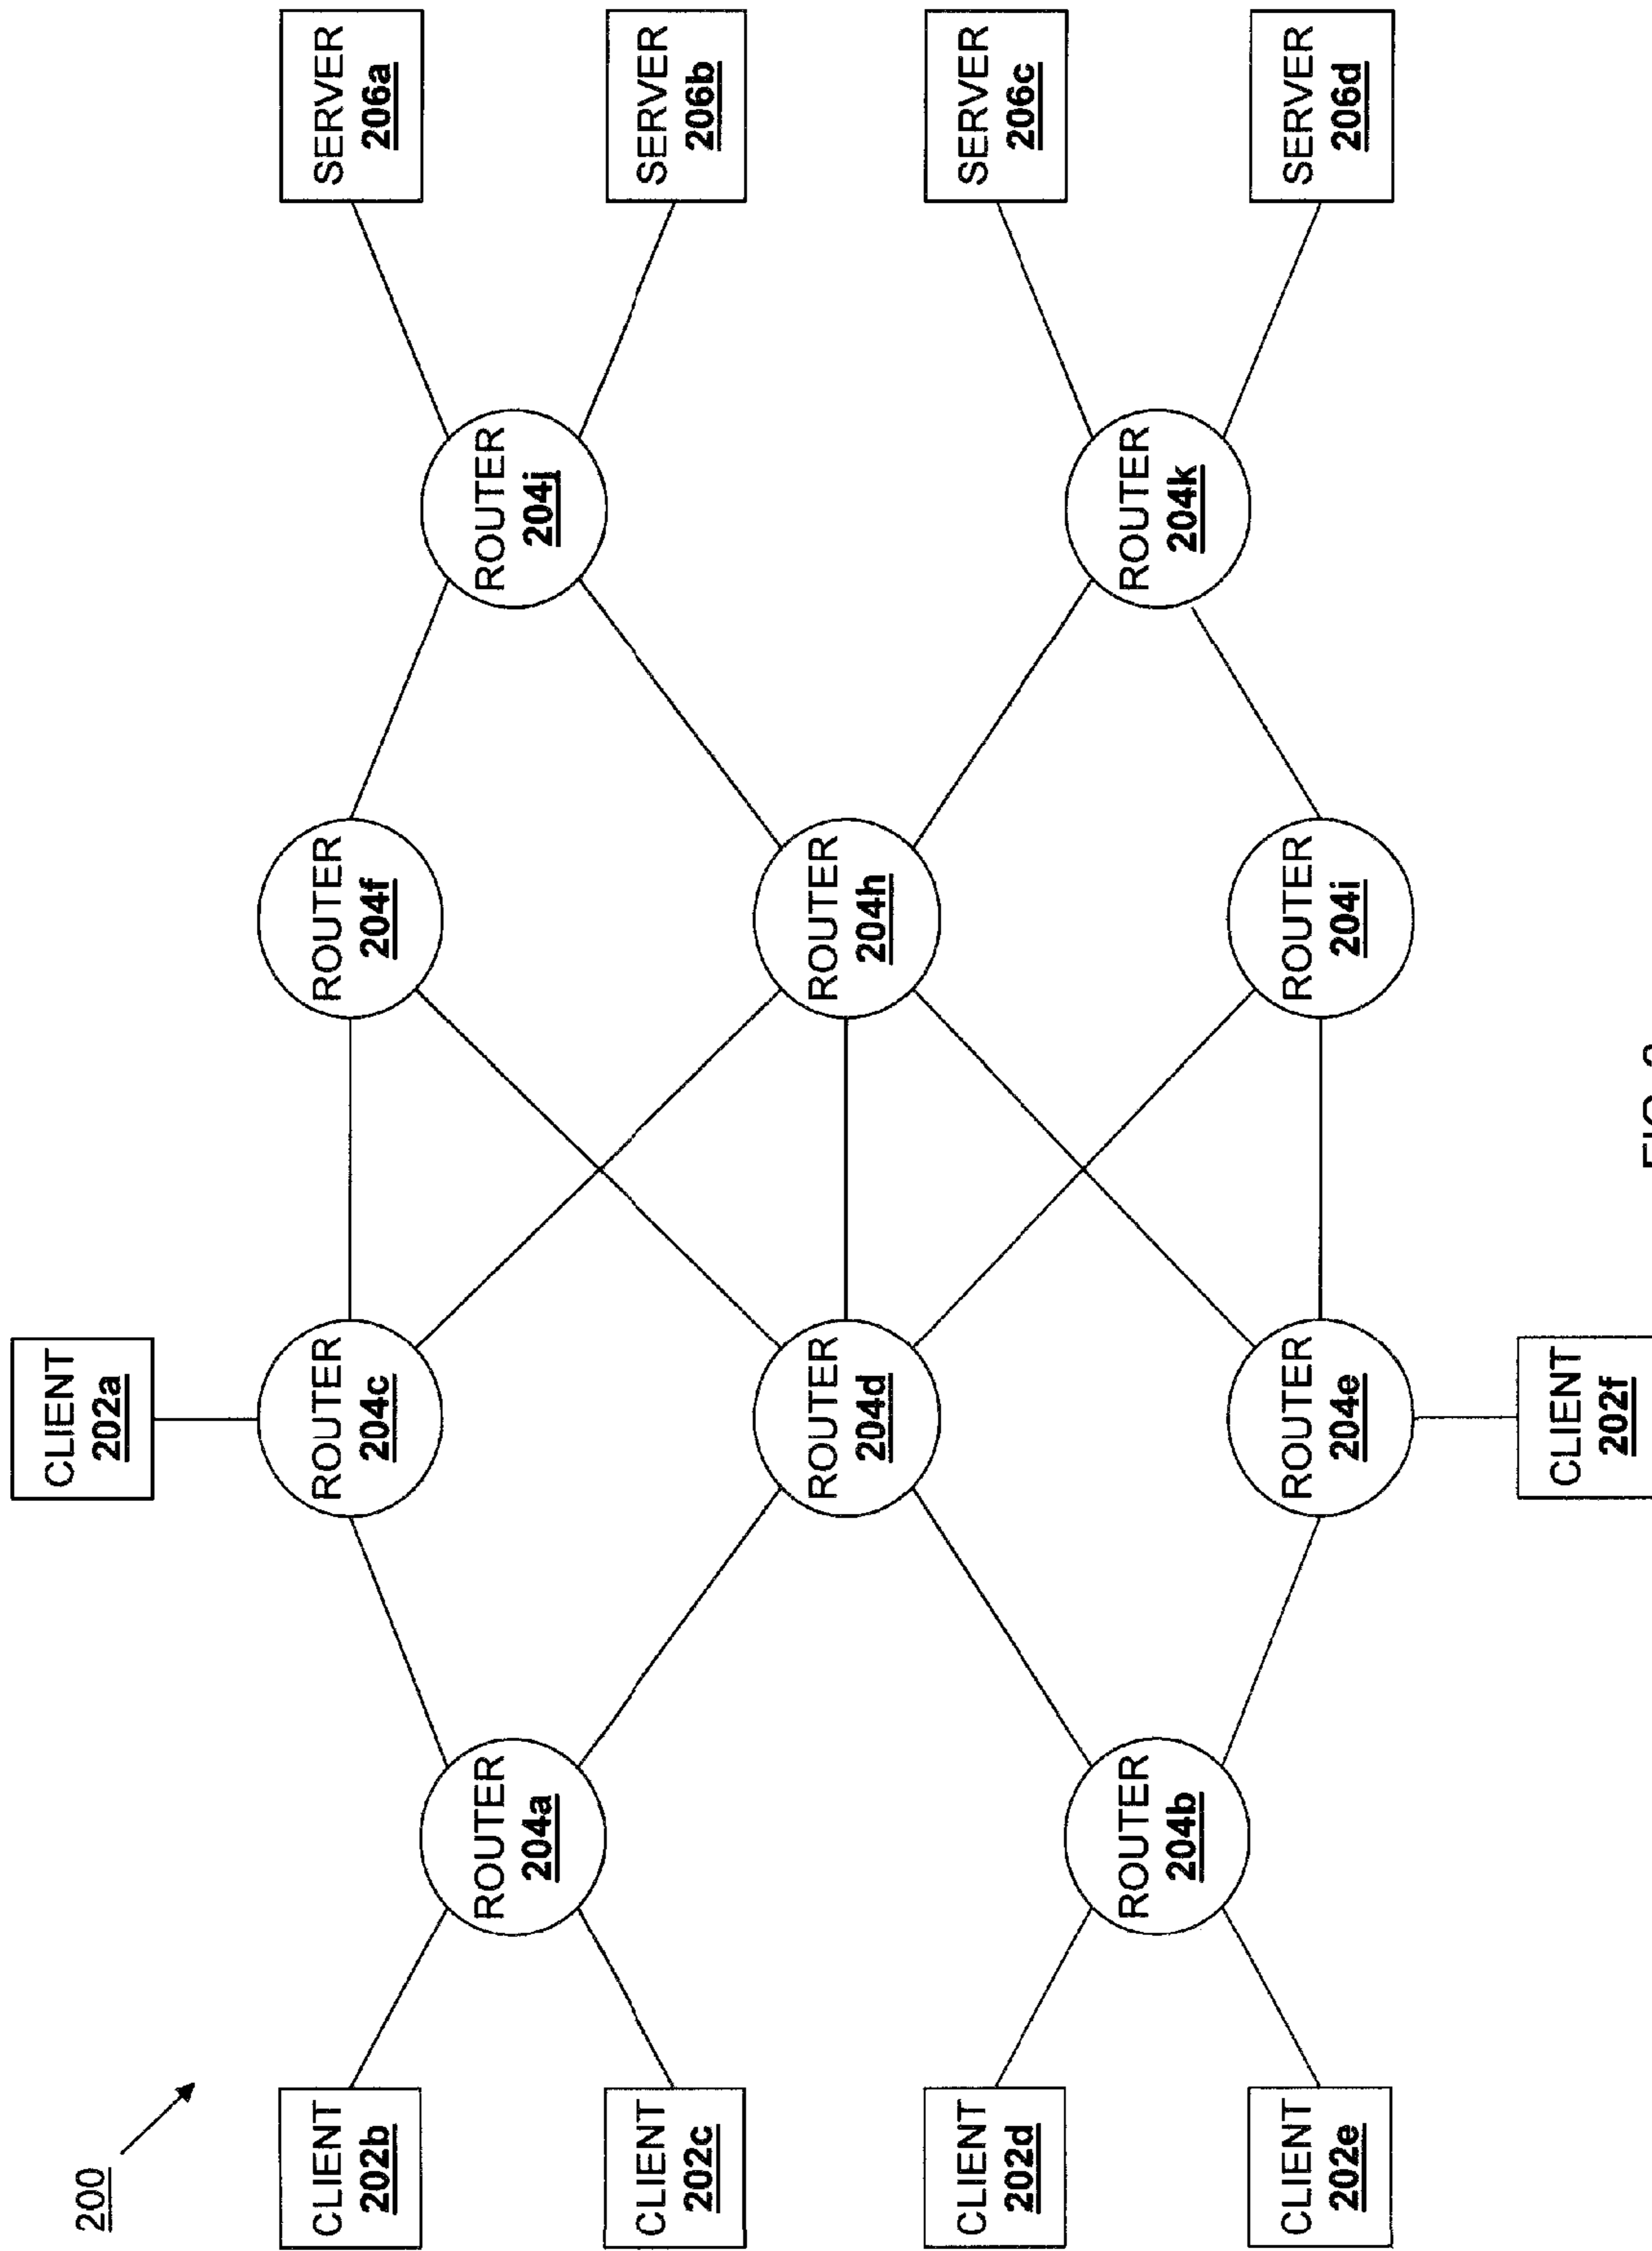 200
CLIENT
202a
CLIENT
202b
ROUTER
204c
ROUTER
204f
SERVER
206a
ROUTER
204a
ROUTER
204j
CLIENT
202c
SERVER
206b
ROUTER
204d
ROUTER
204h
CLIENT
202d
SERVER
206c
ROUTER
204b
ROUTER
204k
CLIENT
202e
ROUTER
204e
ROUTER
204i
SERVER
206d
CLIENT
202f
FIG.